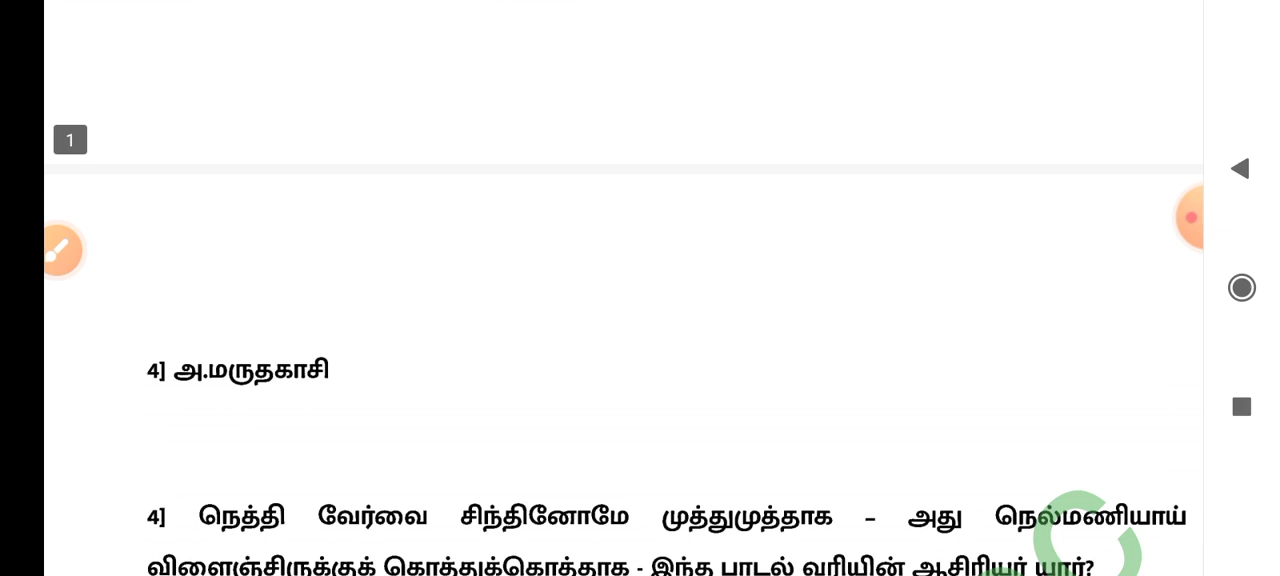 1
4] அ.மருதகாசி
4] நெத்தி வேர்வை சிந்தினோமே முத்துமுத்தாக – அது நெல்மணியாய்
விளைஞ்சிருக்குக் கொத்துக்கொத்தாக - இந்த பாடல் வரியின் ஆசிரியர் யார்?